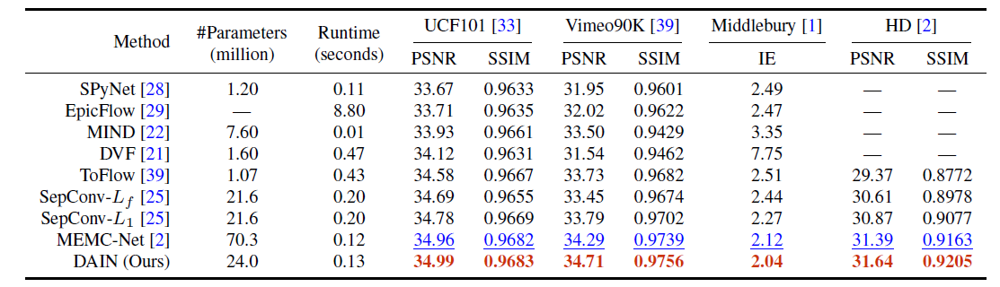 Method #Parameters (million) Runtime (seconds) UCF101 [33] Vimeo90K [39] Middlebury [1] HD [2]
PSNR SSIM PSNR SSIM IE PSNR SSIM
SPyNet [28] 1.20 0.11 33.67 0.9633 31.95 0.9601 2.49 — —
EpicFlow [29] — 8.80 33.71 0.9635 32.02 0.9622 2.47 — —
MIND [22] 7.60 0.01 33.93 0.9661 33.50 0.9429 3.35 — —
DVF [21] 1.60 0.47 34.12 0.9631 31.54 0.9462 7.75 — —
ToFlow [39] 1.07 0.43 34.58 0.9667 33.73 0.9682 2.51 29.37 0.8772
SepConv-Lf [25] 21.6 0.20 34.69 0.9655 33.45 0.9674 2.44 30.61 0.8978
SepConv-L1 [25] 21.6 0.20 34.78 0.9669 33.79 0.9702 2.27 30.87 0.9077
MEMC-Net [2] 70.3 0.12 34.96 0.9682 34.29 0.9739 2.12 31.39 0.9163
DAIN (Ours) 24.0 0.13 34.99 0.9683 34.71 0.9756 2.04 31.64 0.9205